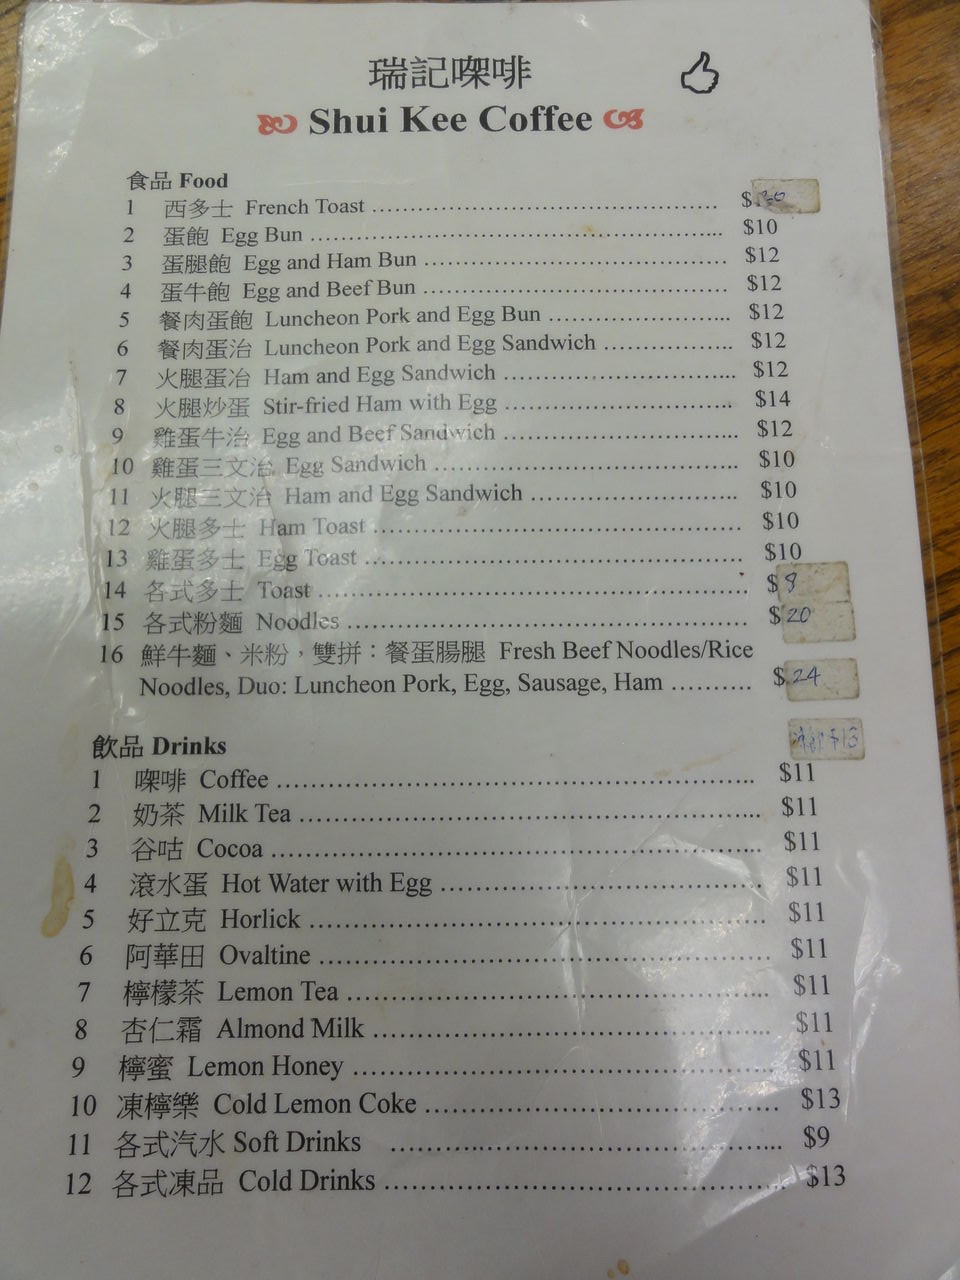 瑞記㗎啡
Shui Kee Coffee
食品 Food
1 西多士 French Toast ........ $
2 蛋飽 Egg Bun ........ $10
3 蛋腿飽 Egg and Ham Bun ........ $12
4 蛋牛飽 Egg and Beef Bun ........ $12
5 餐肉蛋飽 Luncheon Pork and Egg Bun ........ $12
6 餐肉蛋治 Luncheon Pork and Egg Sandwich ........ $12
7 火腿蛋冶 Ham and Egg Sandwich ........ $12
8 火腿炒蛋 Stir-fried Ham with Egg ........ $14
9 雞蛋牛治 Egg and Beef Sandwich ........ $12
10 雞蛋三文治 Egg Sandwich ........ $10
11 火腿三文治 Ham and Egg Sandwich ........ $10
12 火腿多士 Ham Toast ........ $10
13 雞蛋多士 Egg Toast ........ $10
14 各式多士 Toast ........ $8
15 各式粉麵 Noodles ........ $20
16 鮮牛麵、米粉，雙拼：餐蛋腸腿 Fresh Beef Noodles/Rice
Noodles, Duo: Luncheon Pork, Egg, Sausage, Ham ........ $24
飲品 Drinks
1 㗎啡 Coffee ........ $11
2 奶茶 Milk Tea ........ $11
3 谷咕 Cocoa ........ $11
4 滾水蛋 Hot Water with Egg ........ $11
5 好立克 Horlick ........ $11
6 阿華田 Ovaltine ........ $11
7 檸檬茶 Lemon Tea ........ $11
8 杏仁霜 Almond Milk ........ $11
9 檸蜜 Lemon Honey ........ $11
10 凍檸樂 Cold Lemon Coke ........ $13
11 各式汽水 Soft Drinks ........ $9
12 各式凍品 Cold Drinks ........ $13